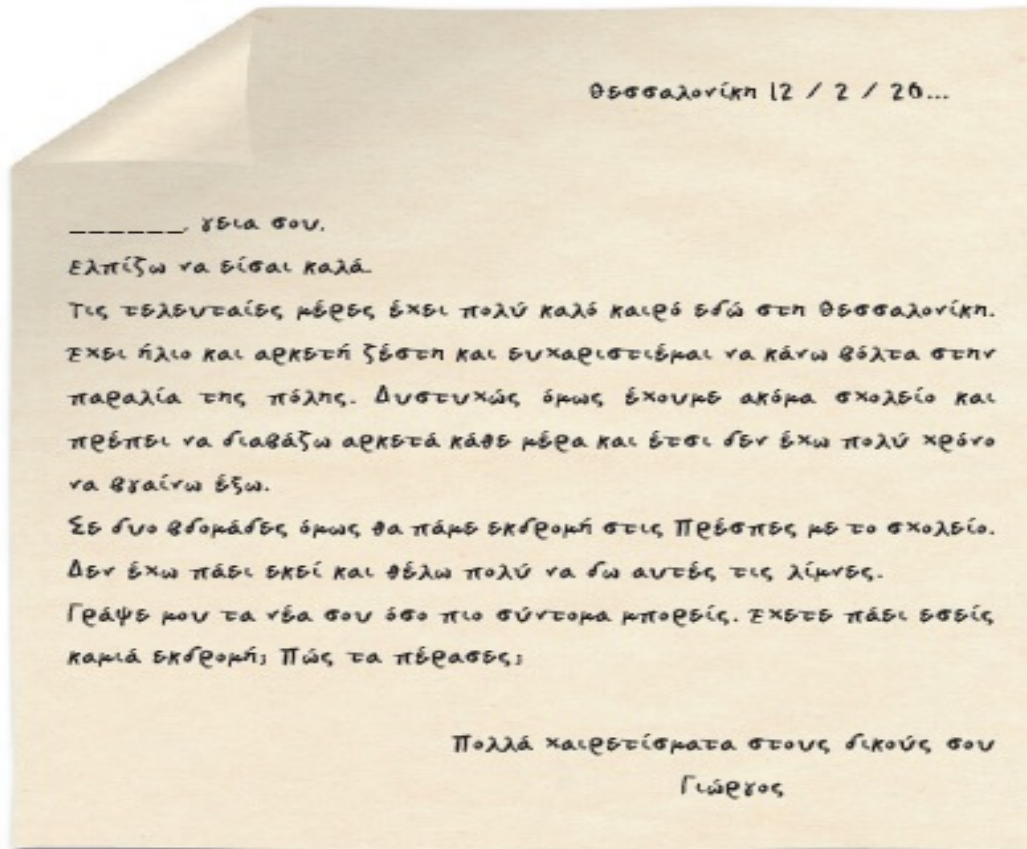 Θεσσαλονίκη 12 / 2 / 20...
______, γεια σου.
Ελπίζω να είσαι καλά.
Τις τελευταίες μέρες έχει πολύ καλό καιρό εδώ στη Θεσσαλονίκη.
Έχει ήλιο και αρκετή ζέστη και ευχαριστιέμαι να κάνω βόλτα στην
παραλία της πόλης. Δυστυχώς όμως έχουμε ακόμα σχολείο και
πρέπει να διαβάζω αρκετά κάθε μέρα και έτσι δεν έχω πολύ χρόνο
να βγαίνω έξω.
Σε δυο βδομάδες όμως θα πάμε εκδρομή στις Πρέσπες με το σχολείο.
Δεν έχω πάει εκεί και θέλω πολύ να δω αυτές τις λίμνες.
Γράψε μου τα νέα σου όσο πιο σύντομα μπορείς. Έχετε πάει εσείς
καμιά εκδρομή; Πώς τα πέρασες;
Πολλά χαιρετίσματα στους δικούς σου
Γιώργος